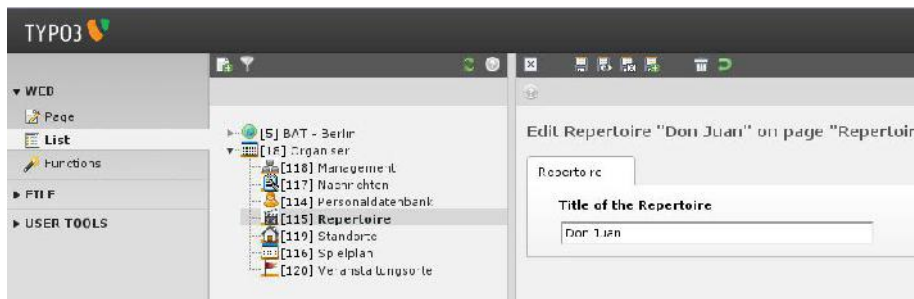 TYPO3
WEB
Page
List
Functions
FILE
USER TOOLS
[5] BAT - Berlin
[18] Organiser
[118] Management
[117] Nachrichten
[114] Personaldatenbank
[115] Repertoire
[119] Standorte
[116] Spielplan
[120] Veranstaltungsorte
Edit Repertoire "Don Juan" on page "Repertoir
Repertoire
Title of the Repertoire
Don Juan